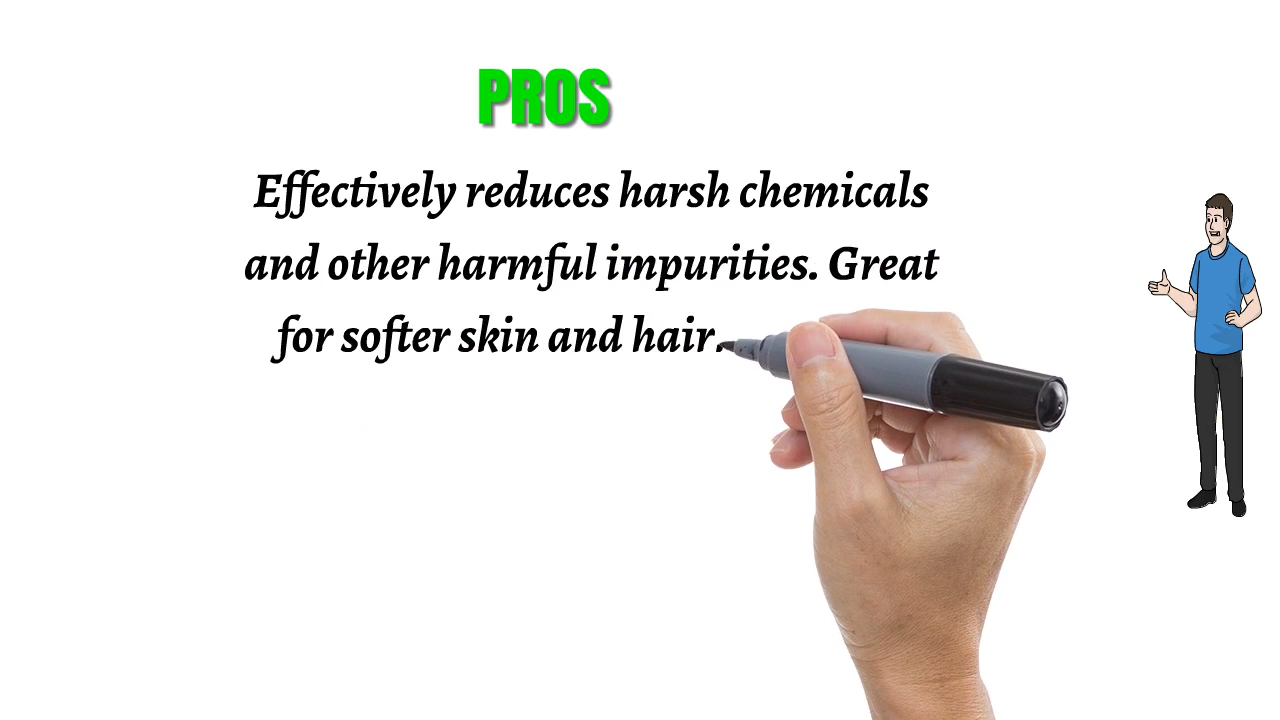 PROS
Effectively reduces harsh chemicals
and other harmful impurities. Great
for softer skin and hair.